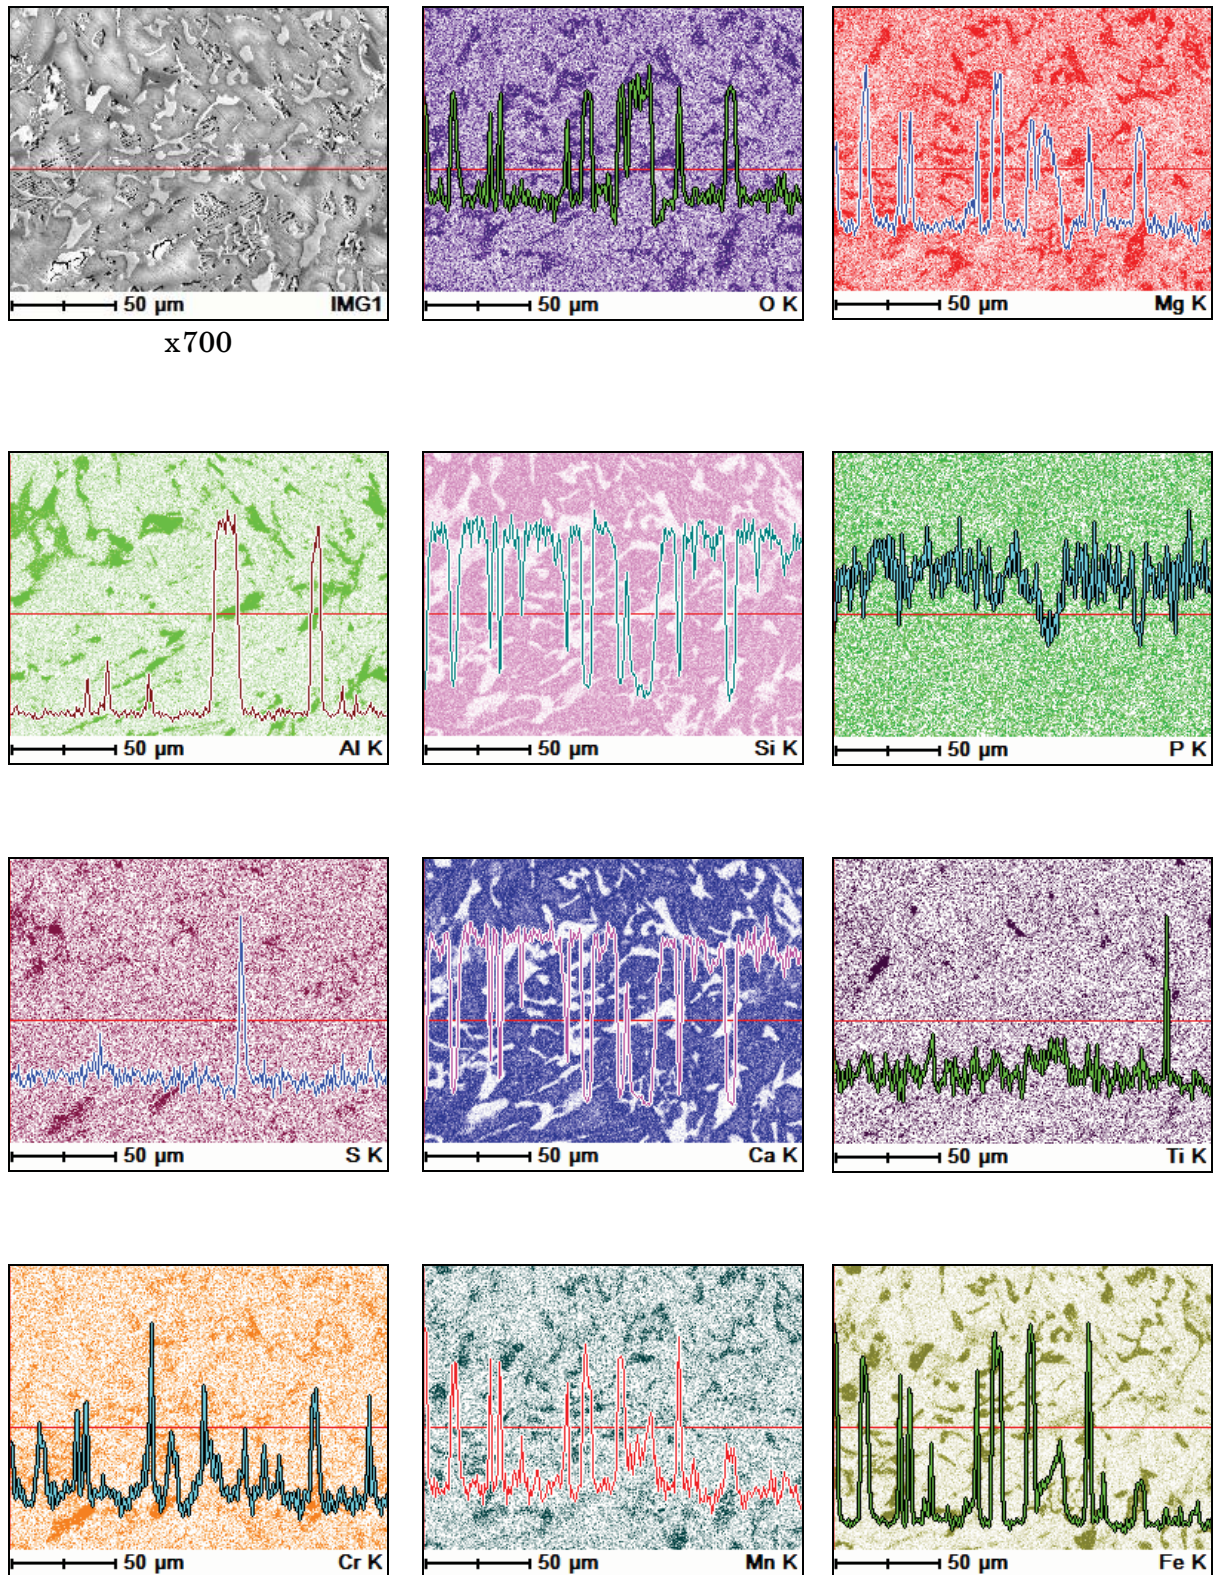 50 µm IMG1
50 µm O K
50 µm Mg K
x700
50 µm Al K
50 µm Si K
50 µm P K
50 µm S K
50 µm Ca K
50 µm Ti K
50 µm Cr K
50 µm Mn K
50 µm Fe K